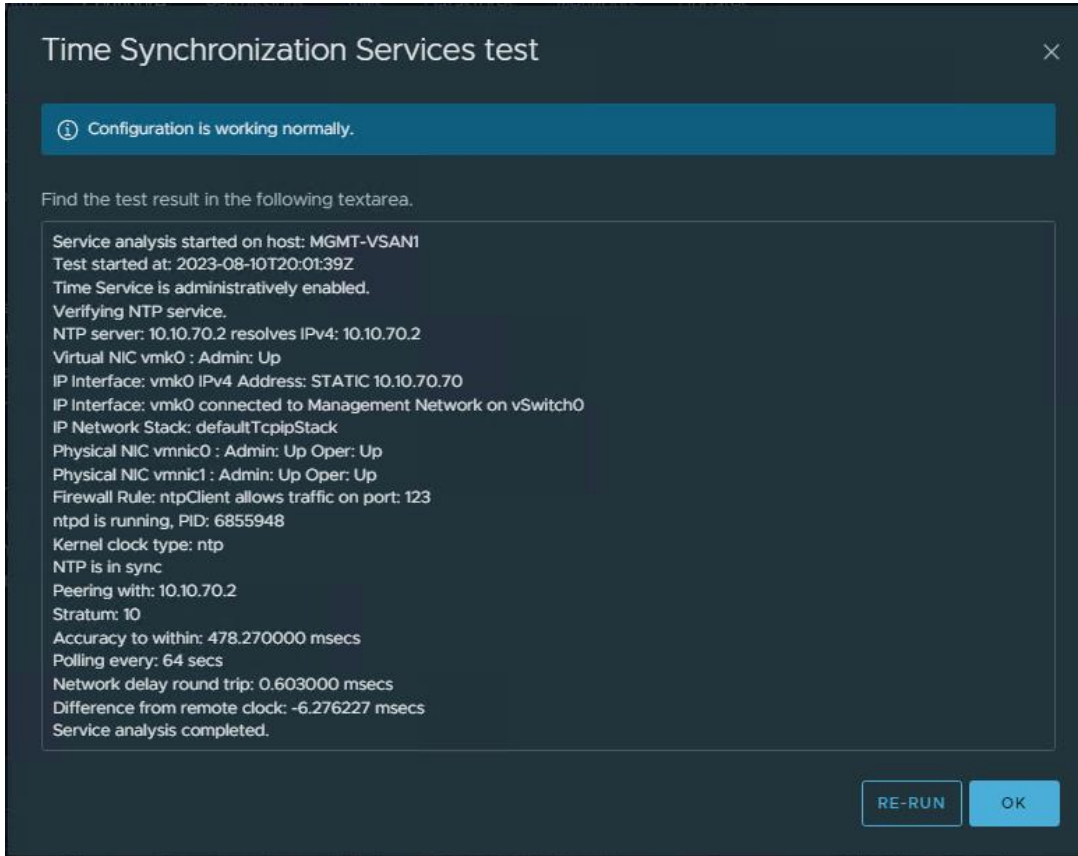 Time Synchronization Services test
Configuration is working normally.
Find the test result in the following textarea.
Service analysis started on host: MGMT-VSAN1
Test started at: 2023-08-10T20:01:39Z
Time Service is administratively enabled.
Verifying NTP service.
NTP server: 10.10.70.2 resolves IPv4: 10.10.70.2
Virtual NIC vmk0 : Admin: Up
IP Interface: vmk0 IPv4 Address: STATIC 10.10.70.70
IP Interface: vmk0 connected to Management Network on vSwitch0
IP Network Stack: defaultTcpipStack
Physical NIC vmnic0 : Admin: Up Oper: Up
Physical NIC vmnic1 : Admin: Up Oper: Up
Firewall Rule: ntpClient allows traffic on port: 123
ntpd is running, PID: 6855948
Kernel clock type: ntp
NTP is in sync
Peering with: 10.10.70.2
Stratum: 10
Accuracy to within: 478.270000 msecs
Polling every: 64 secs
Network delay round trip: 0.603000 msecs
Difference from remote clock: -6.276227 msecs
Service analysis completed.
RE-RUN OK